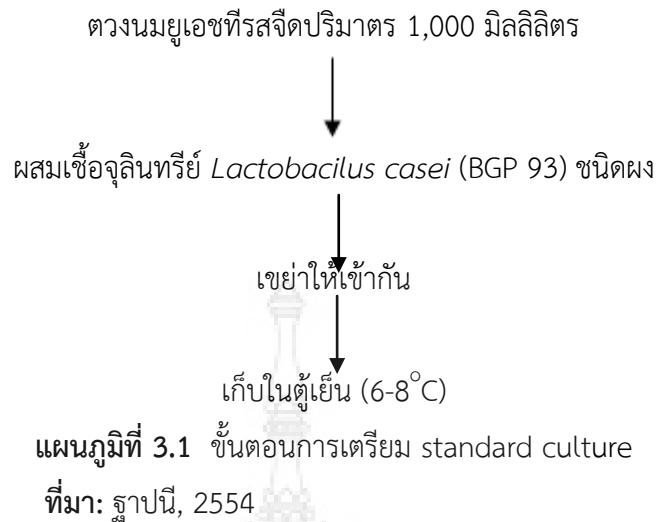 ตวงนมยูเอชทีรสจืดปริมาตร 1,000 มิลลิลิตร
ผสมเชื้อจุลินทรีย์ Lactobacilus casei (BGP 93) ชนิดผง
เขย่าให้เข้ากัน
เก็บในตู้เย็น (6-8°C)
แผนภูมิที่ 3.1 ขั้นตอนการเตรียม standard culture
ที่มา: ฐาปนี, 2554